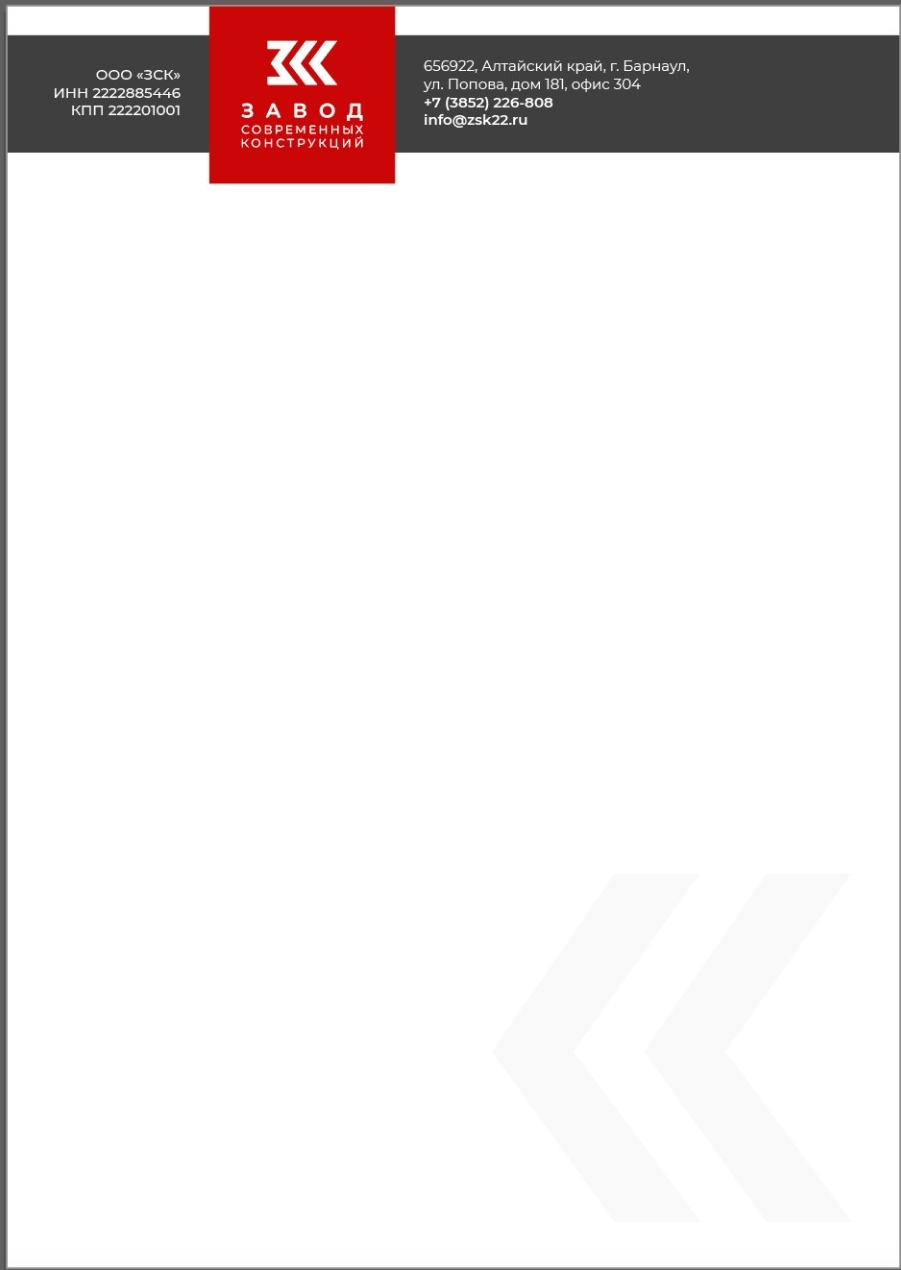 ООО «ЗСК»
ИНН 2222885446
КПП 222201001
ЗАВОД
СОВРЕМЕННЫХ
КОНСТРУКЦИЙ
656922, Алтайский край, г. Барнаул,
ул. Попова, дом 181, офис 304
+7 (3852) 226-808
info@zsk22.ru